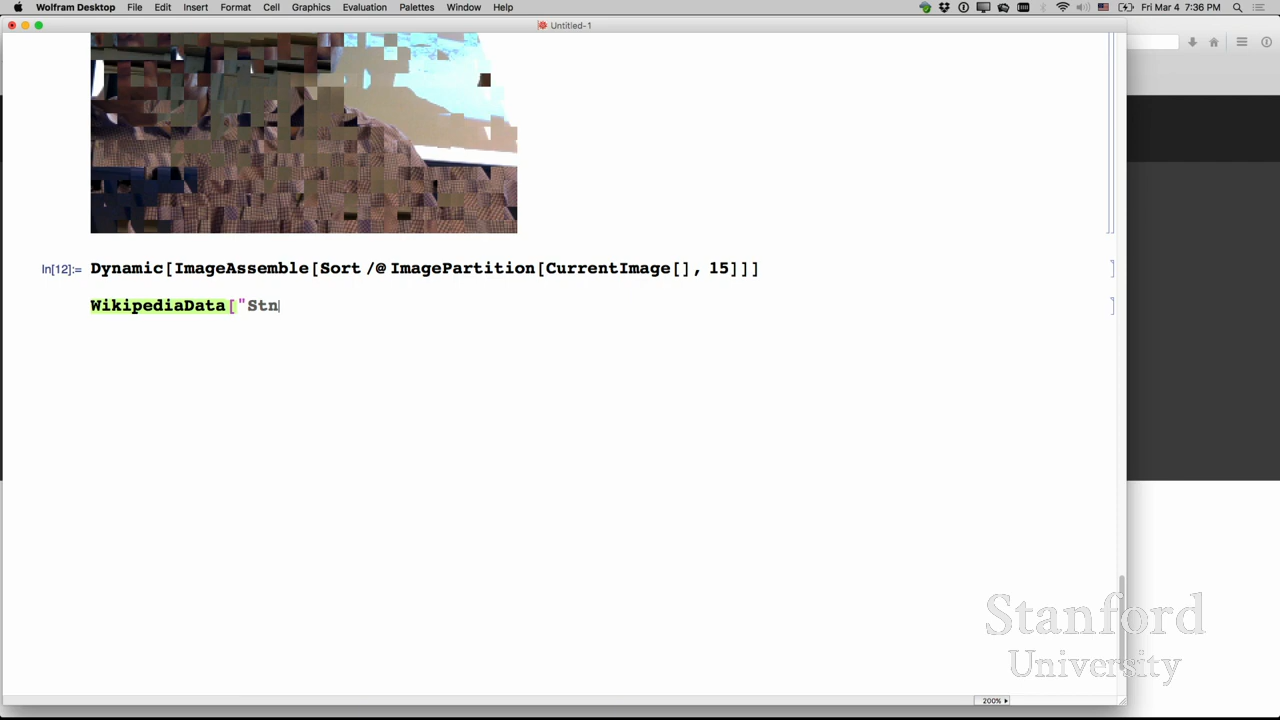 Wolfram Desktop File Edit Insert Format Cell Graphics Evaluation Palettes Window Help Fri Mar 4 7:36 PM
Untitled-1
In[12]:= Dynamic[ImageAssemble[Sort /@ ImagePartition[CurrentImage[], 15]]]
WikipediaData["Stn
Stanford
University
200%